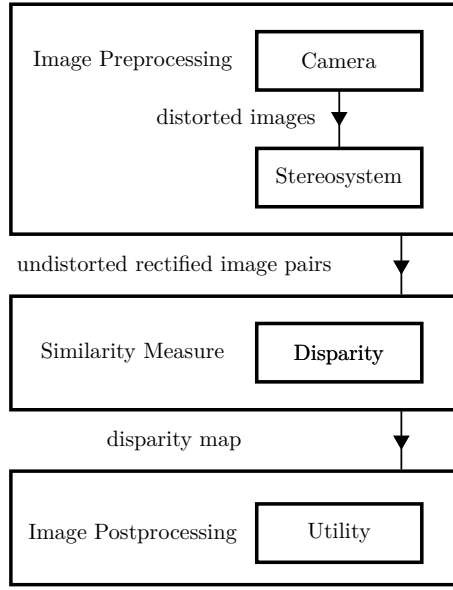 Image Preprocessing
Camera
distorted images
Stereosystem
undistorted rectified image pairs
Similarity Measure
Disparity
disparity map
Image Postprocessing
Utility